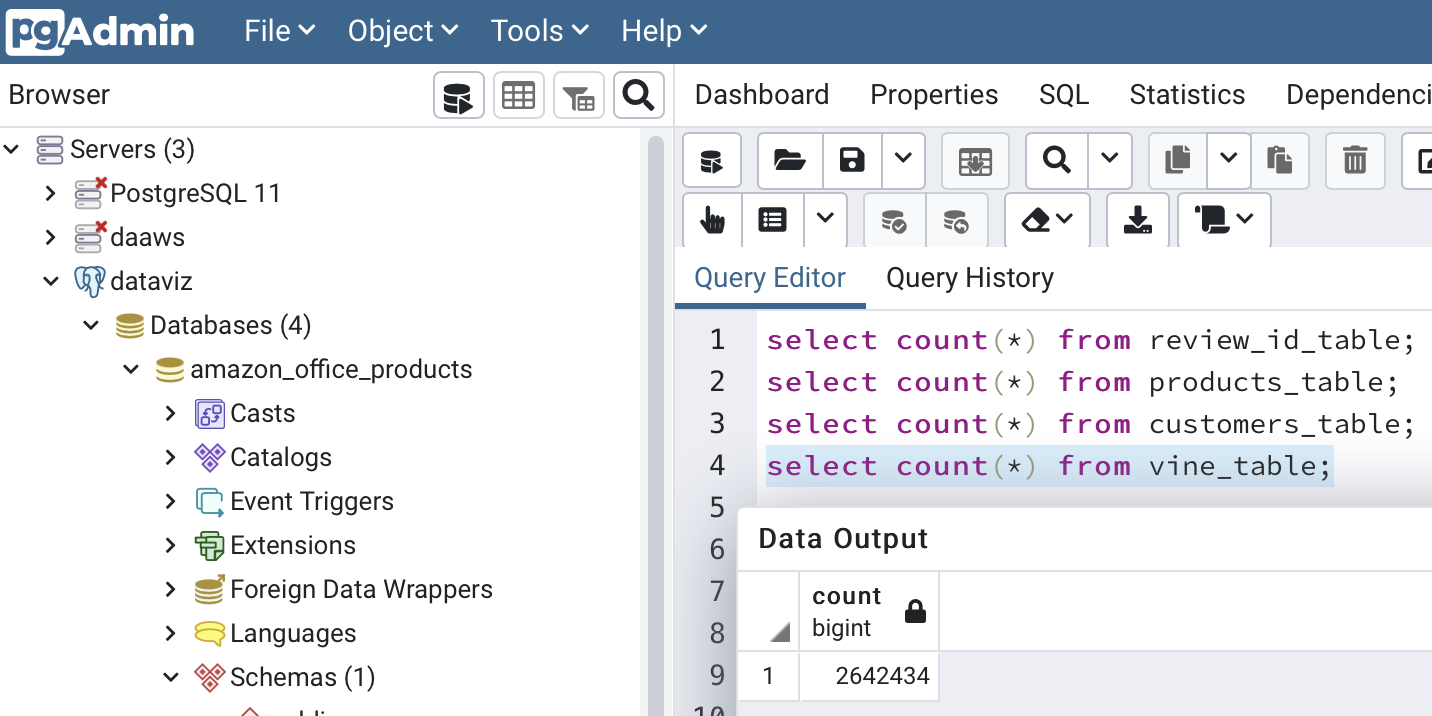 pgAdmin File Object Tools Help
Browser
Servers (3)
PostgreSQL 11
daaws
dataviz
Databases (4)
amazon_office_products
Casts
Catalogs
Event Triggers
Extensions
Foreign Data Wrappers
Languages
Schemas (1)
Dashboard Properties SQL Statistics Dependenci
Query Editor Query History
1 select count(*) from review_id_table;
2 select count(*) from products_table;
3 select count(*) from customers_table;
4 select count(*) from vine_table;
5
6
7
8
9
10
Data Output
count
bigint
1 2642434